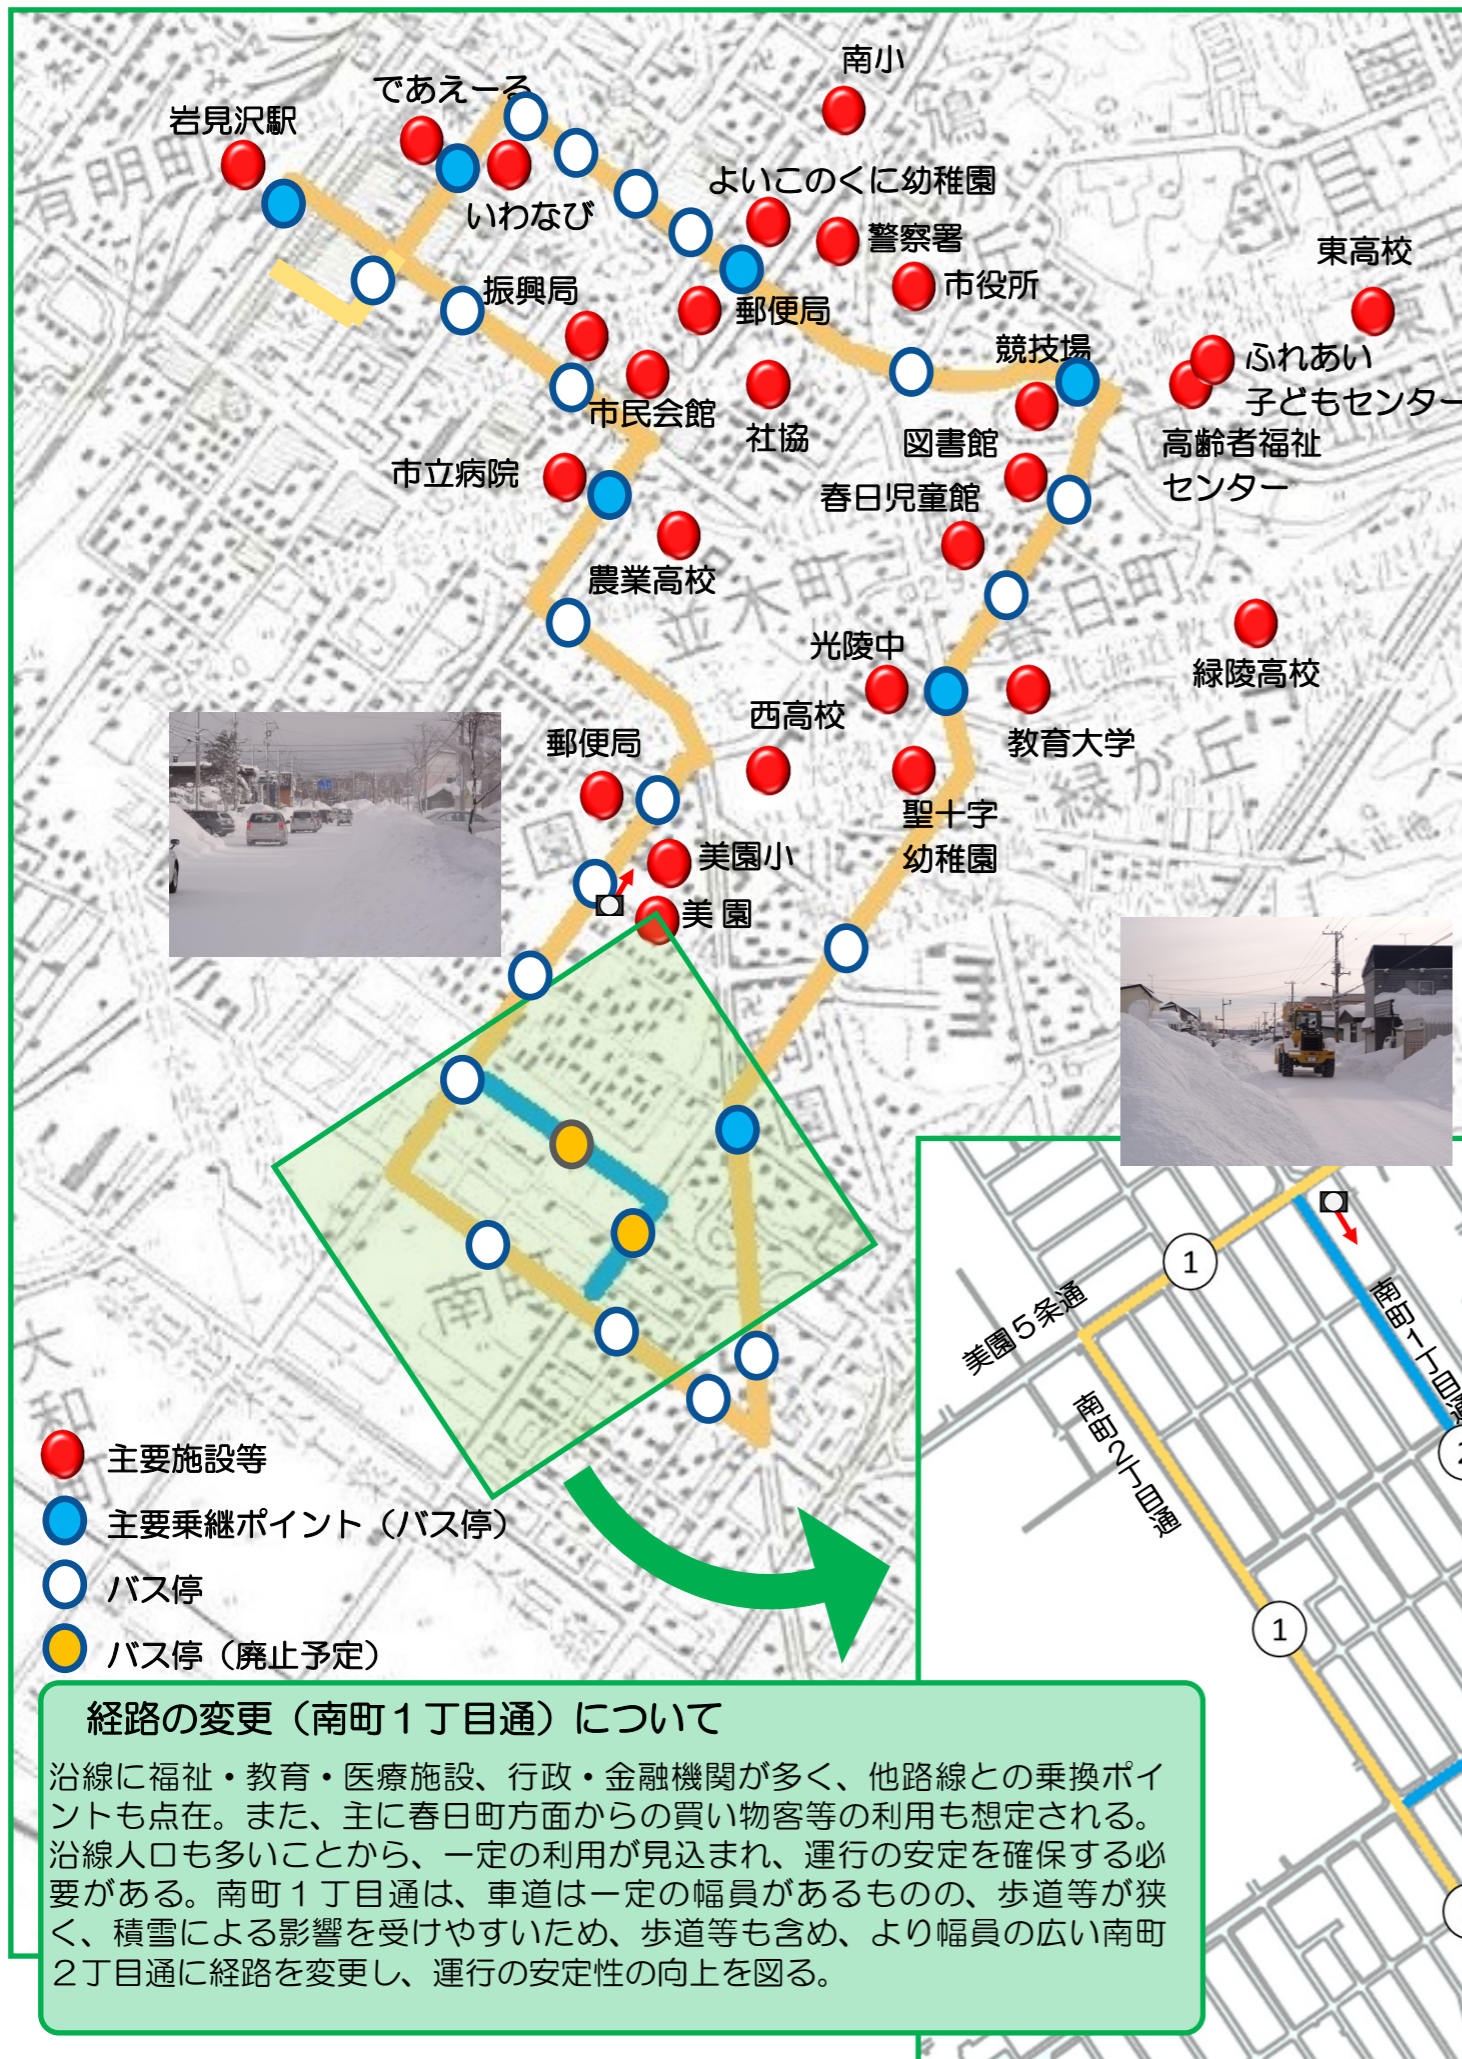 南小
であえーる
岩見沢駅
よいこのくに幼稚園
いわなび
警察署
東高校
市役所
振興局
郵便局
競技場
ふれあい
子どもセンター
市民会館
社協
図書館
高齢者福祉
センター
市立病院
春日児童館
農業高校
光陵中
緑陵高校
西高校
教育大学
郵便局
聖十字
幼稚園
美園小
美 園
主要施設等
主要乗継ポイント（バス停）
バス停
バス停（廃止予定）
1
美園５条通
南町１丁目通
南町２丁目通
2
1
経路の変更（南町１丁目通）について
沿線に福祉・教育・医療施設、行政・金融機関が多く、他路線との乗換ポイ
ントも点在。また、主に春日町方面からの買い物客等の利用も想定される。
沿線人口も多いことから、一定の利用が見込まれ、運行の安定を確保する必
要がある。南町１丁目通は、車道は一定の幅員があるものの、歩道等が狭
く、積雪による影響を受けやすいため、歩道等も含め、より幅員の広い南町
２丁目通に経路を変更し、運行の安定性の向上を図る。